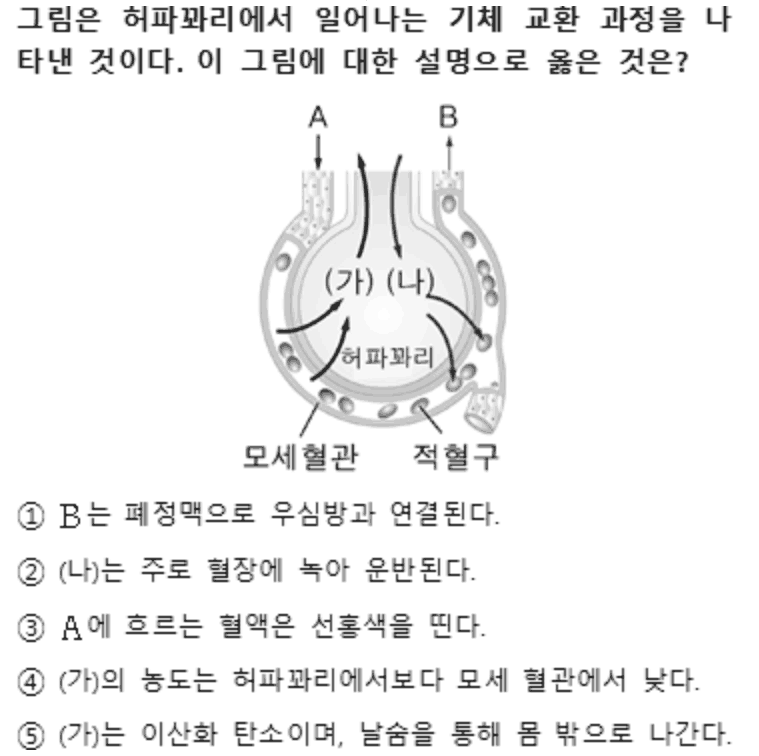 그림은 허파꽈리에서 일어나는 기체 교환 과정을 나
타낸 것이다. 이 그림에 대한 설명으로 옳은 것은?
A
B
(가) (나)
허파꽈리
모세혈관
적혈구
① B는 폐정맥으로 우심방과 연결된다.
② (나)는 주로 혈장에 녹아 운반된다.
③ A에 흐르는 혈액은 선홍색을 띤다.
④ (가)의 농도는 허파꽈리에서보다 모세 혈관에서 낮다.
⑤ (가)는 이산화 탄소이며, 날숨을 통해 몸 밖으로 나간다.